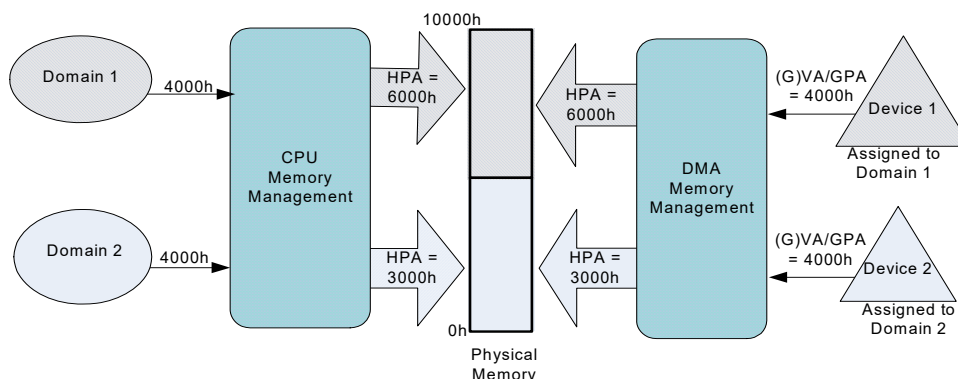 10000h
Domain 1
4000h
HPA =
6000h
CPU
Memory
Management
HPA =
6000h
DMA
Memory
Management
(G)VA/GPA
= 4000h
Device 1
Assigned to
Domain 1
Domain 2
4000h
HPA =
3000h
HPA =
3000h
(G)VA/GPA
= 4000h
Device 2
Assigned to
Domain 2
0h
Physical
Memory